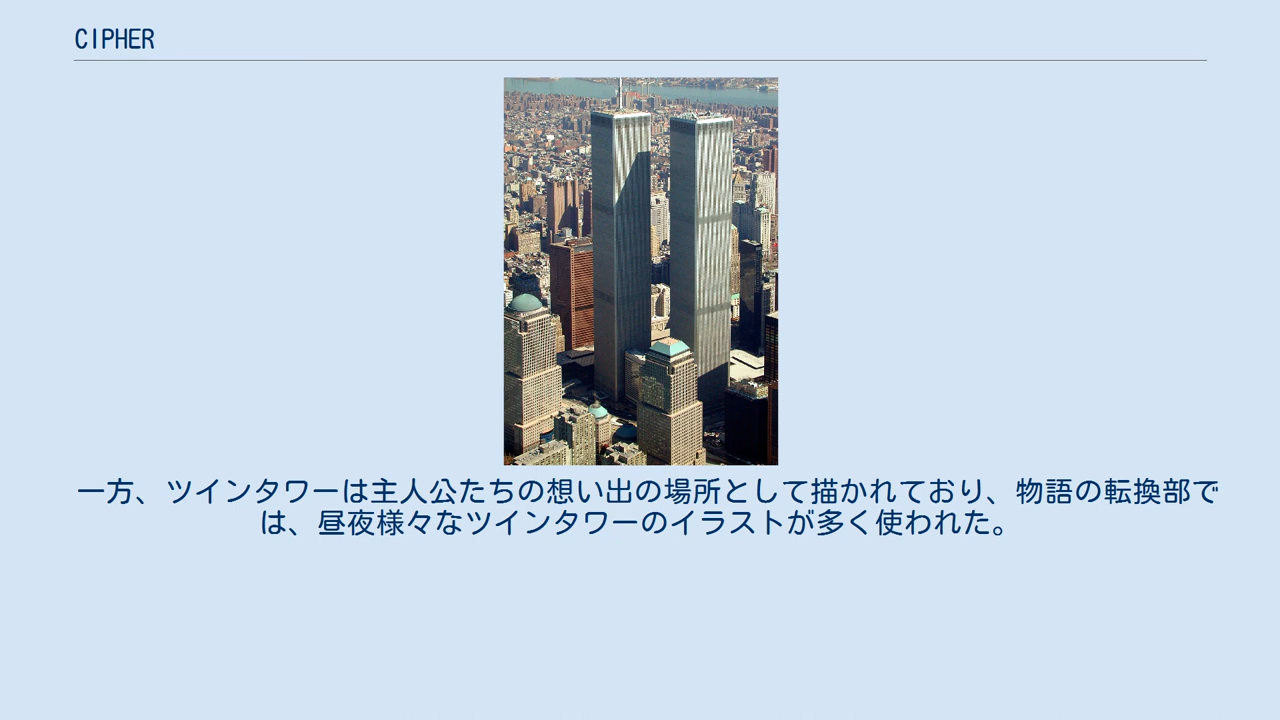 CIPHER
一方、ツインタワーは主人公たちの想い出の場所として描かれており、物語の転換部で
は、昼夜様々なツインタワーのイラストが多く使われた。